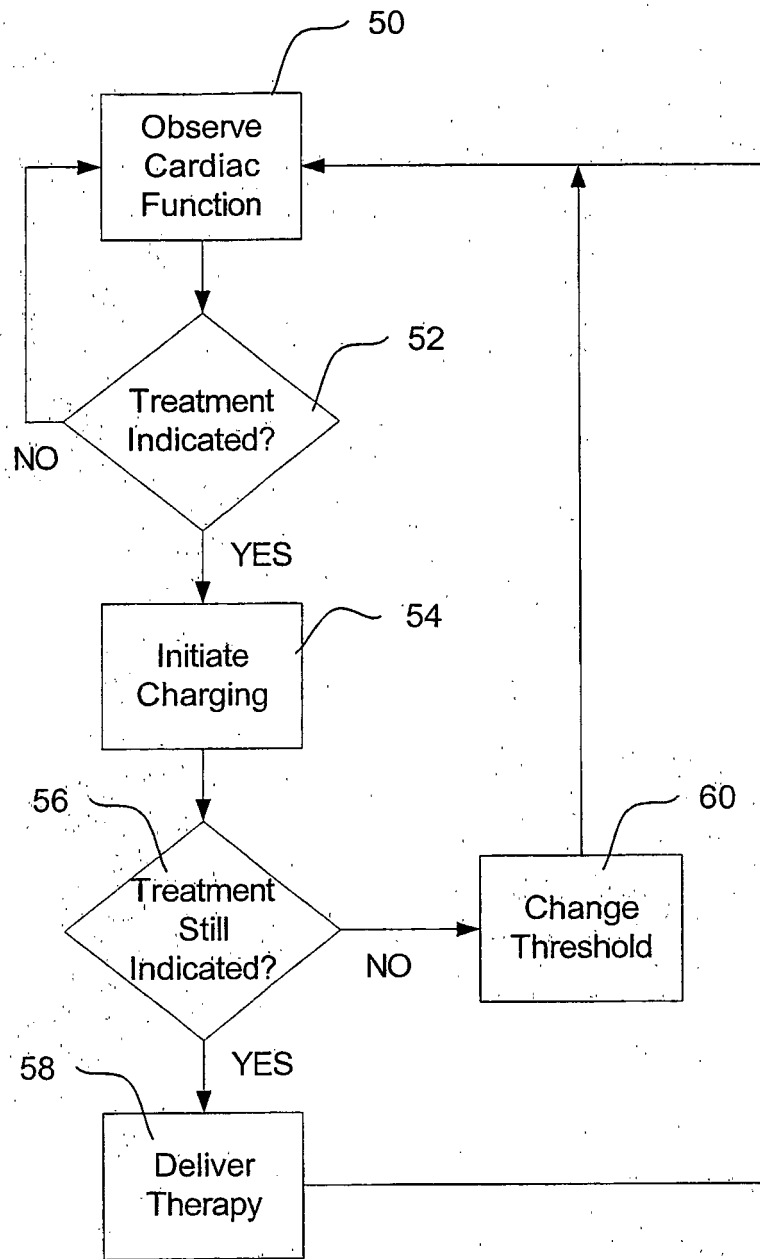 50
Observe
Cardiac
Function
52
Treatment
Indicated?
NO
YES
54
Initiate
Charging
56
Treatment
Still
Indicated?
NO
60
Change
Threshold
YES
58
Deliver
Therapy